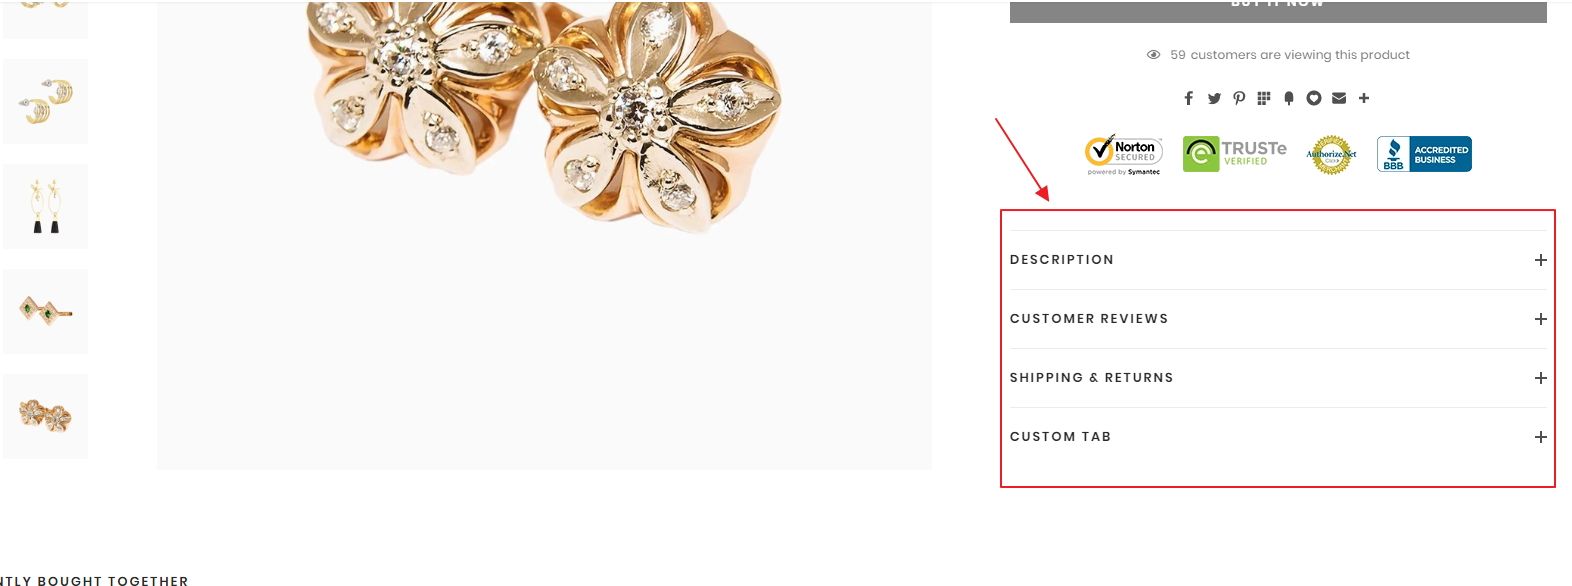 BUY IT NOW
59 customers are viewing this product
Norton
SECURED
powered by Symantec
TRUSTe
VERIFIED
Authorize.Net
BBB
ACCREDITED
BUSINESS
DESCRIPTION
CUSTOMER REVIEWS
SHIPPING & RETURNS
CUSTOM TAB
NTLY BOUGHT TOGETHER